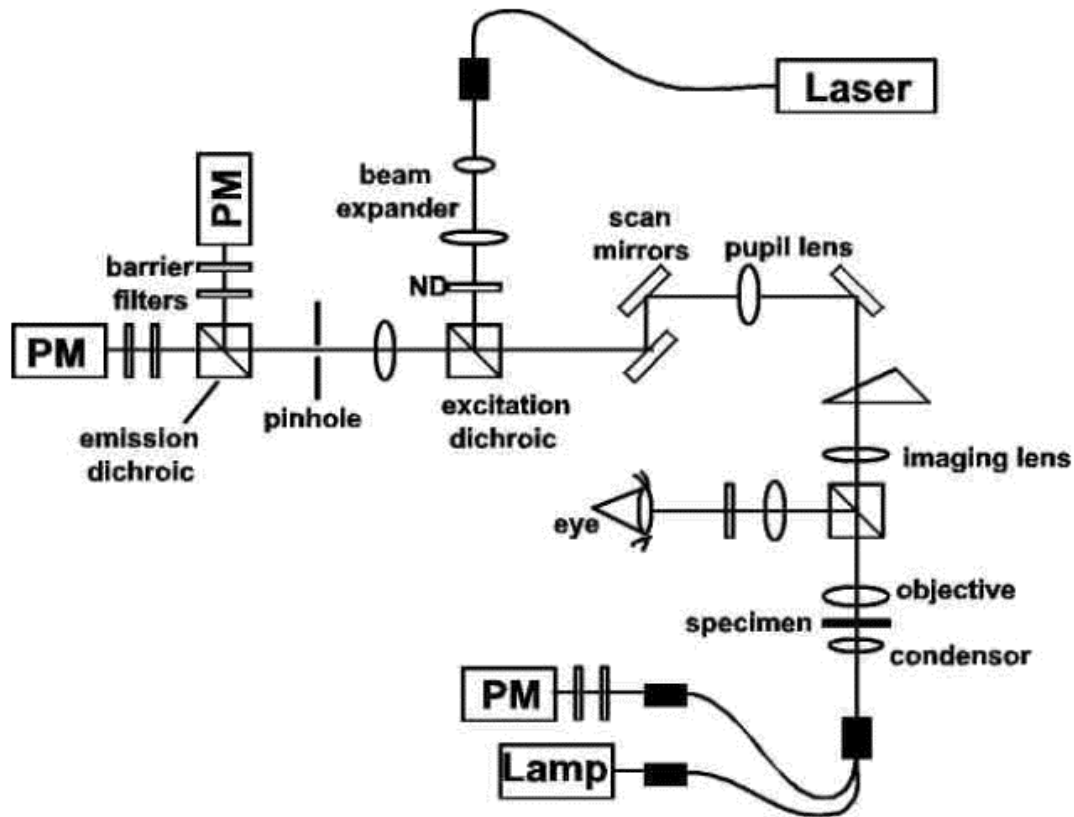 Laser
beam
expander
PM
scan
mirrors
pupil lens
barrier
filters
ND
PM
pinhole
excitation
dichroic
emission
dichroic
imaging lens
eye
objective
specimen
condensor
PM
Lamp